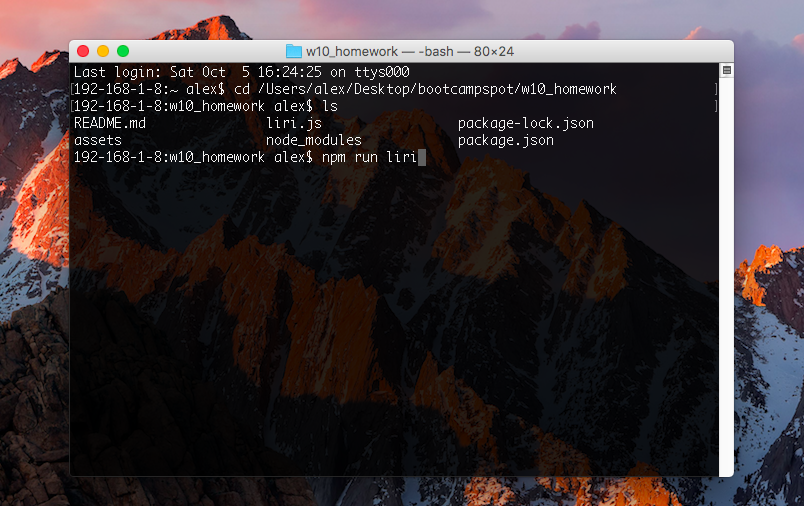 w10_homework — -bash — 80×24
Last login: Sat Oct  5 16:24:25 on ttys000
[192-168-1-8:~ alex$ cd /Users/alex/Desktop/bootcampspot/w10_homework ]
[192-168-1-8:w10_homework alex$ ls ]
README.md liri.js package-lock.json
assets node_modules package.json
192-168-1-8:w10_homework alex$ npm run liri